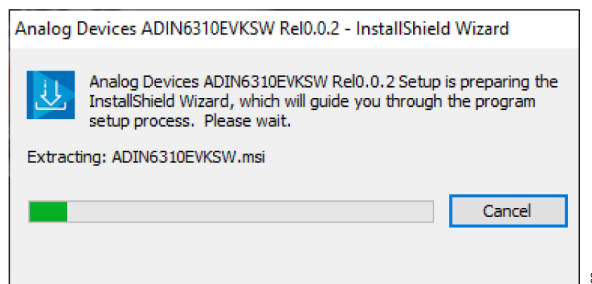 Analog Devices ADIN6310EVKSW Rel0.0.2 - InstallShield Wizard
Analog Devices ADIN6310EVKSW Rel0.0.2 Setup is preparing the
InstallShield Wizard, which will guide you through the program
setup process. Please wait.
Extracting: ADIN6310EVKSW.msi
Cancel